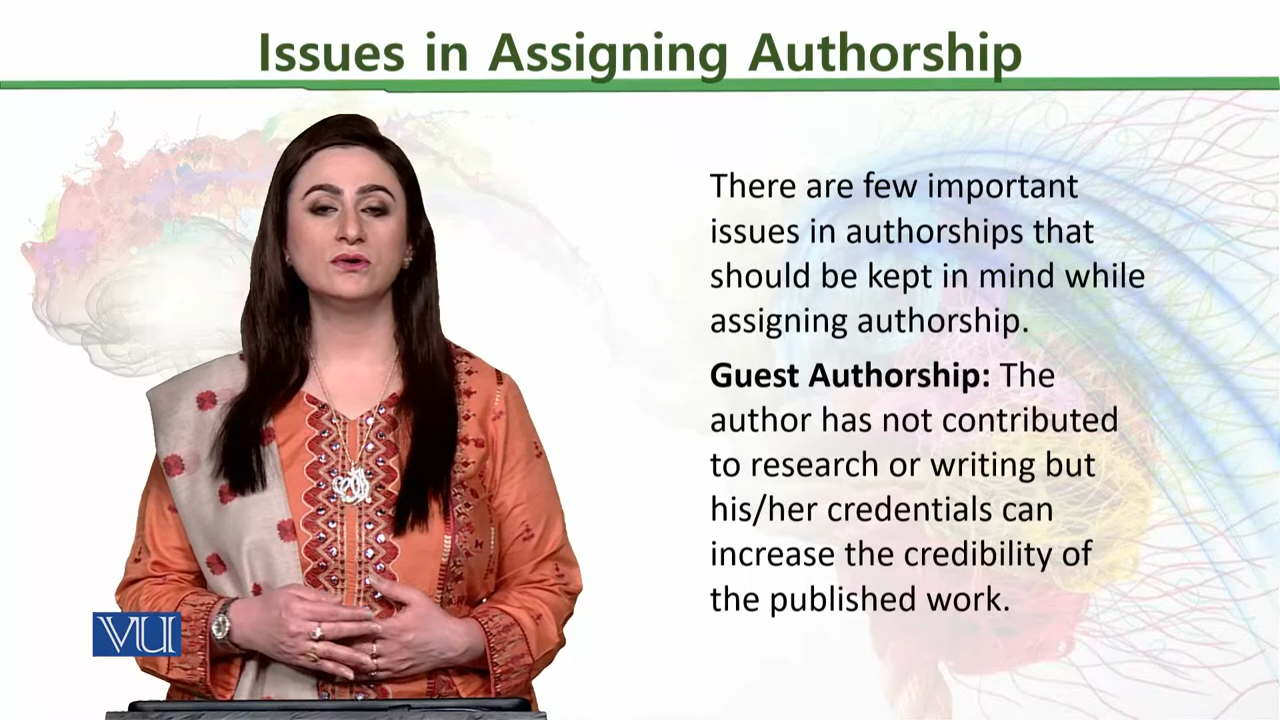 Issues in Assigning Authorship
There are few important
issues in authorships that
should be kept in mind while
assigning authorship.
Guest Authorship: The
author has not contributed
to research or writing but
his/her credentials can
increase the credibility of
the published work.
VU